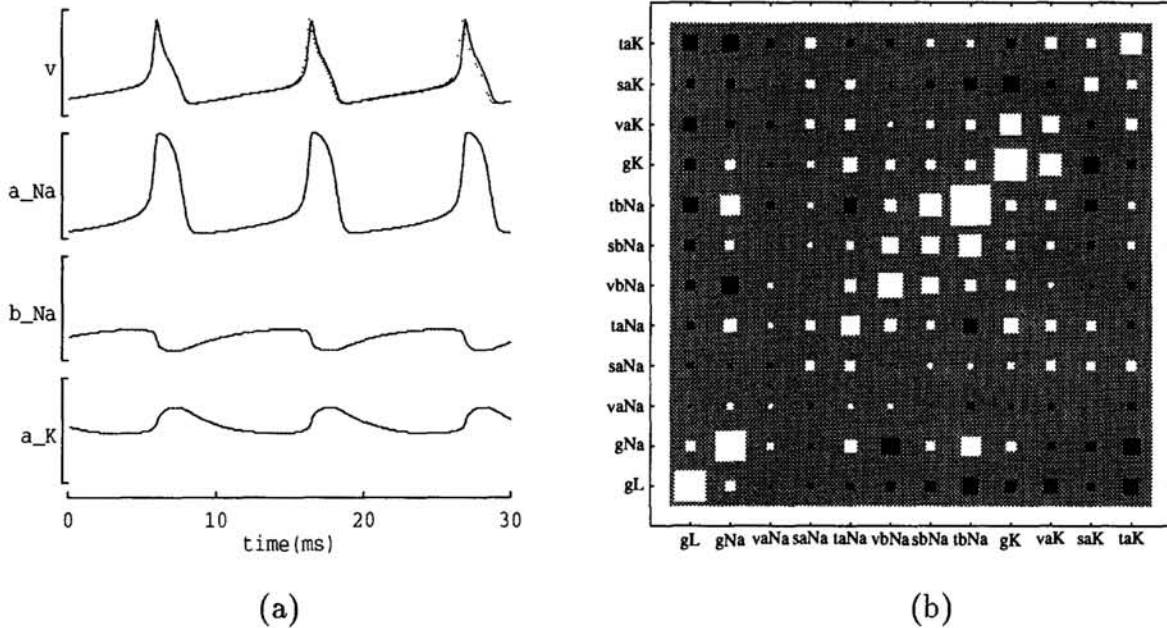 V
a_Na
b_Na
a_K
0 10 20 30
time(ms)
(a)
taK
saK
vaK
gK
tbNa
sbNa
vbNa
taNa
saNa
vaNa
gNa
gL
gL gNa vaNa saNa taNa vbNa sbNa tbNa gK vaK saK taK
(b)